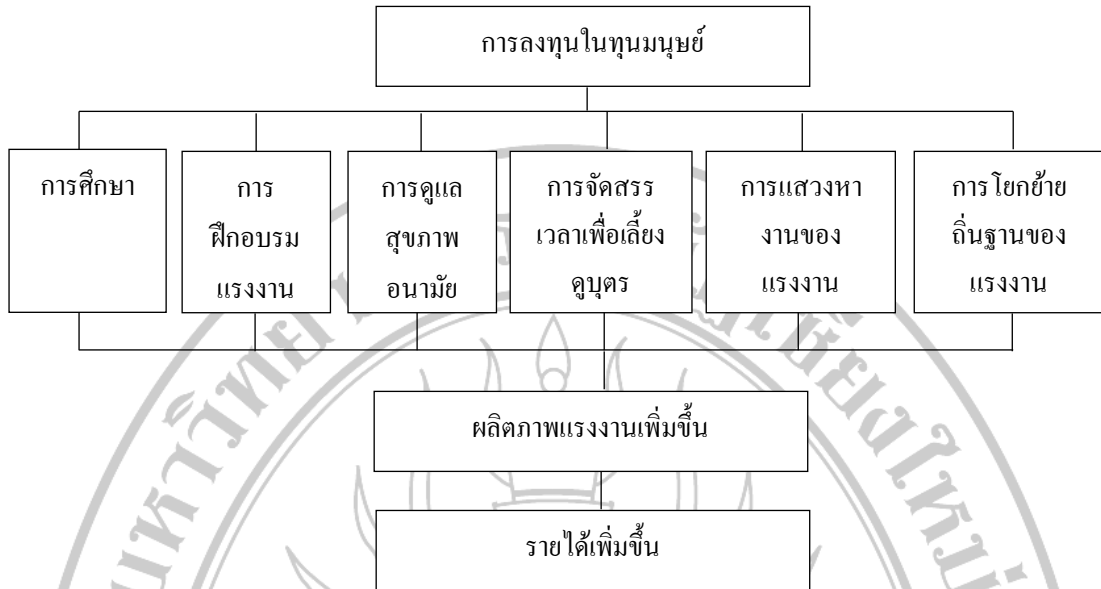 การลงทุนในทุนมนุษย์
การศึกษา
การ
ฝึกอบรม
แรงงาน
การดูแล
สุขภาพ
อนามัย
การจัดสรร
เวลาเพื่อเลี้ยง
ดูบุตร
การแสวงหา
งานของ
แรงงาน
การโยกย้าย
ถิ่นฐานของ
แรงงาน
ผลิตภาพแรงงานเพิ่มขึ้น
รายได้เพิ่มขึ้น